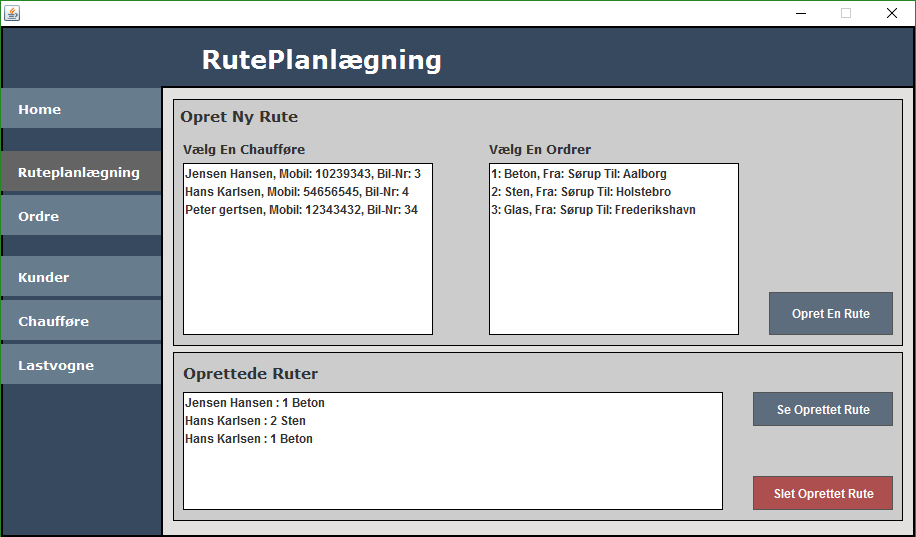 RutePlanlægning
Home
Ruteplanlægning
Ordre
Kunder
Chaufføre
Lastvogne
Opret Ny Rute
Vælg En Chaufføre
Jensen Hansen, Mobil: 10239343, Bil-Nr: 3
Hans Karlsen, Mobil: 54656545, Bil-Nr: 4
Peter gertsen, Mobil: 12343432, Bil-Nr: 34
Vælg En Ordrer
1: Beton, Fra: Sørup Til: Aalborg
2: Sten, Fra: Sørup Til: Holstebro
3: Glas, Fra: Sørup Til: Frederikshavn
Opret En Rute
Oprettede Ruter
Jensen Hansen : 1 Beton
Hans Karlsen : 2 Sten
Hans Karlsen : 1 Beton
Se Oprettet Rute
Slet Oprettet Rute